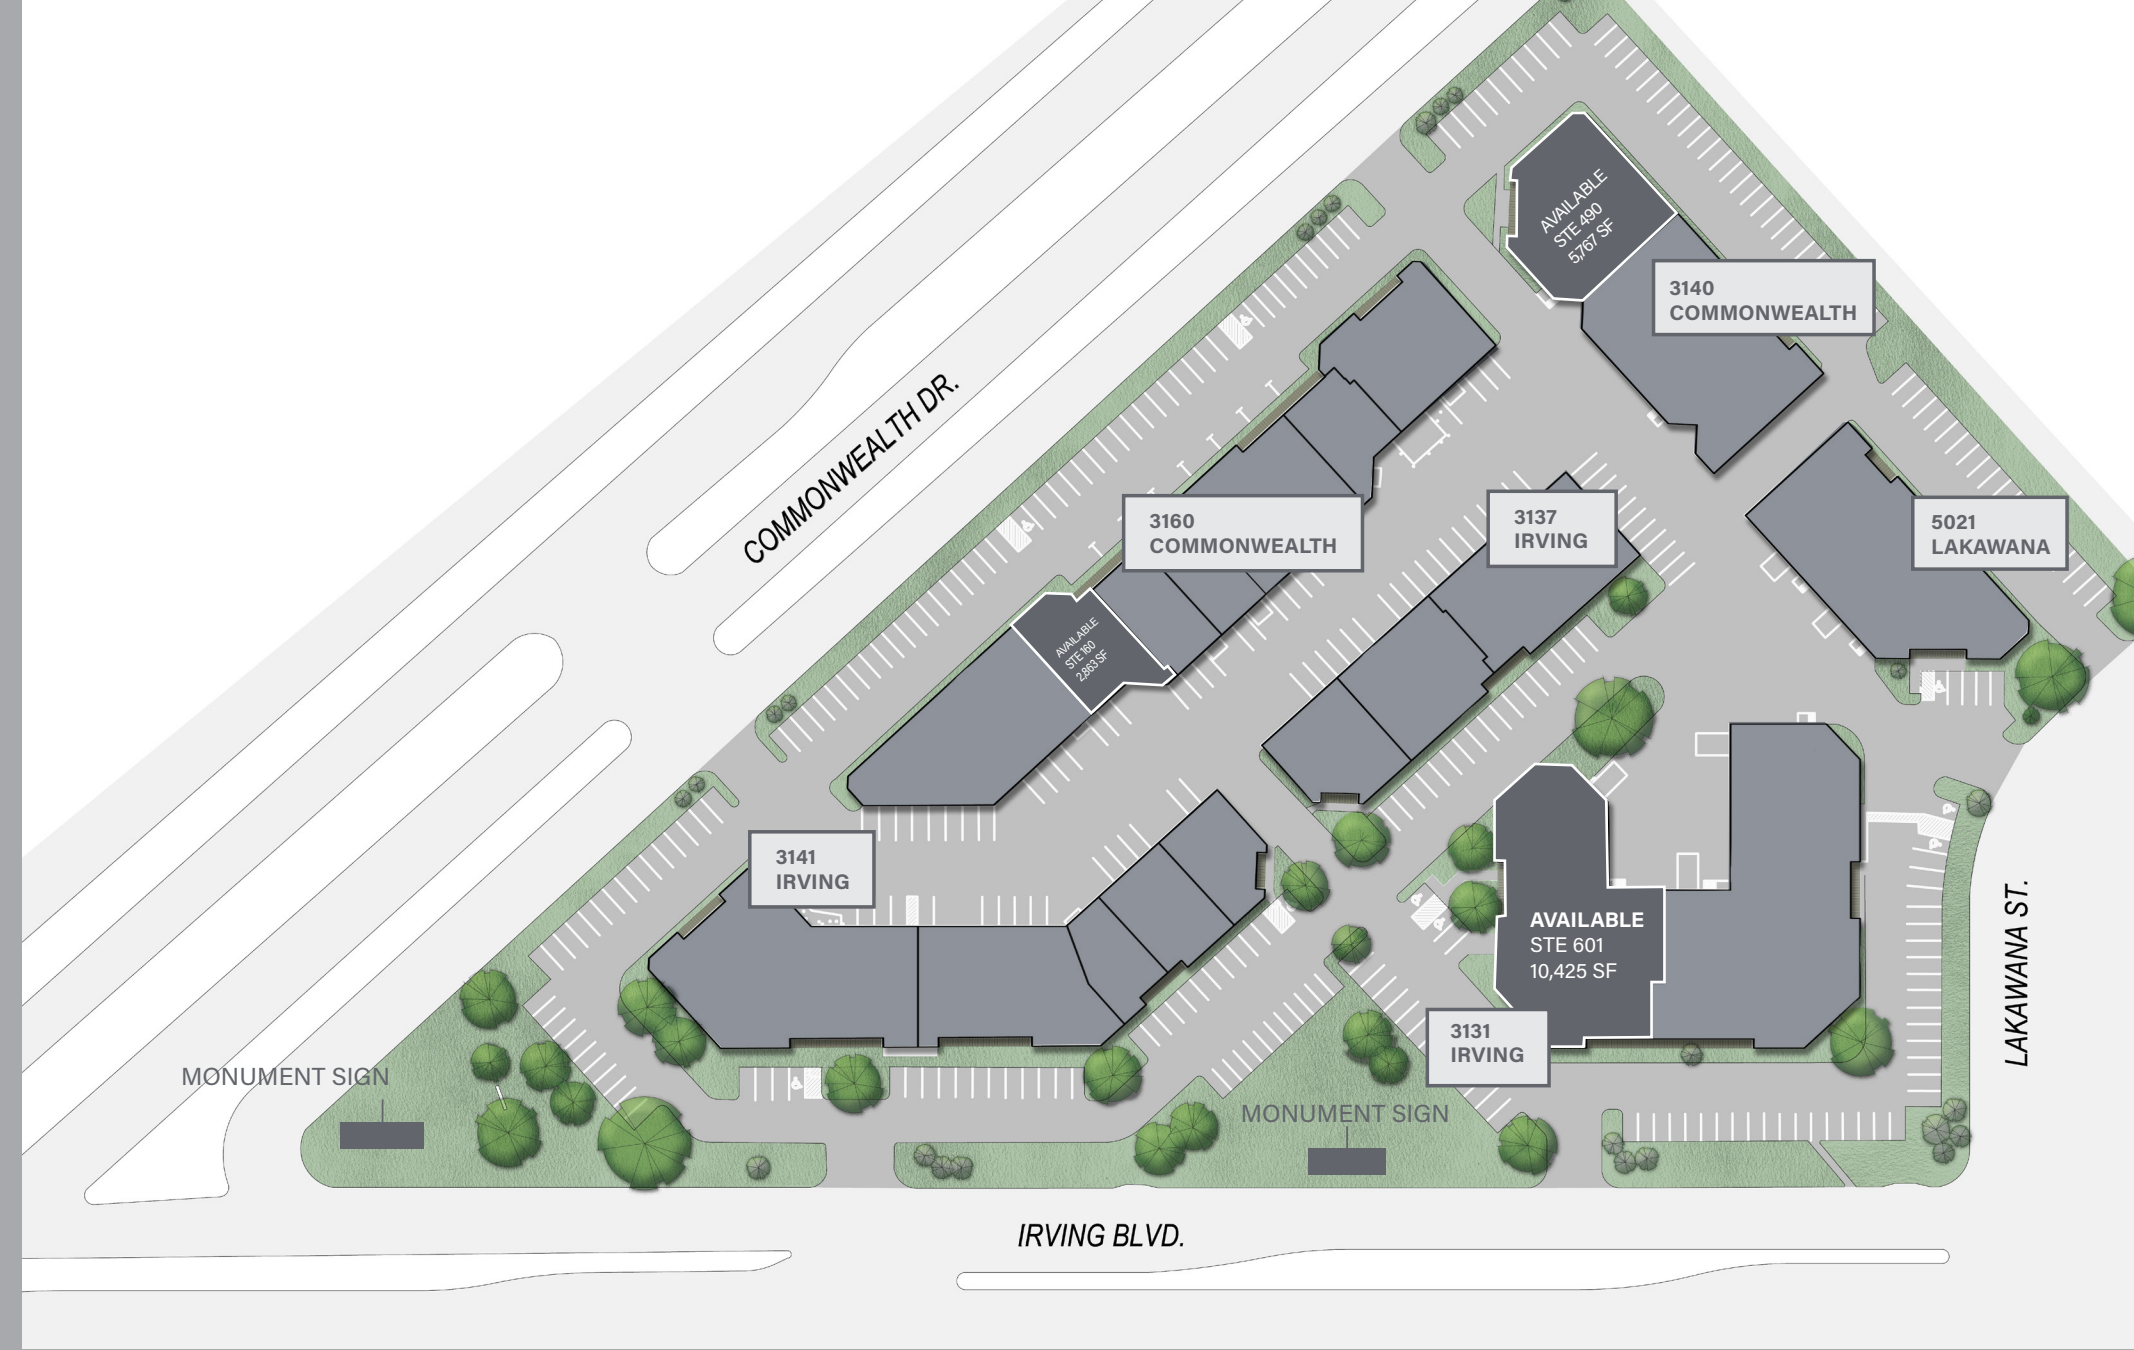 AVAILABLE
STE 490
5,767 SF
3140
COMMONWEALTH
COMMONWEALTH DR.
3160
COMMONWEALTH
3137
IRVING
5021
LAKAWANA
AVAILABLE
STE 160
2,863 SF
3141
IRVING
AVAILABLE
STE 601
10,425 SF
LAKAWANA ST.
3131
IRVING
MONUMENT SIGN
MONUMENT SIGN
IRVING BLVD.